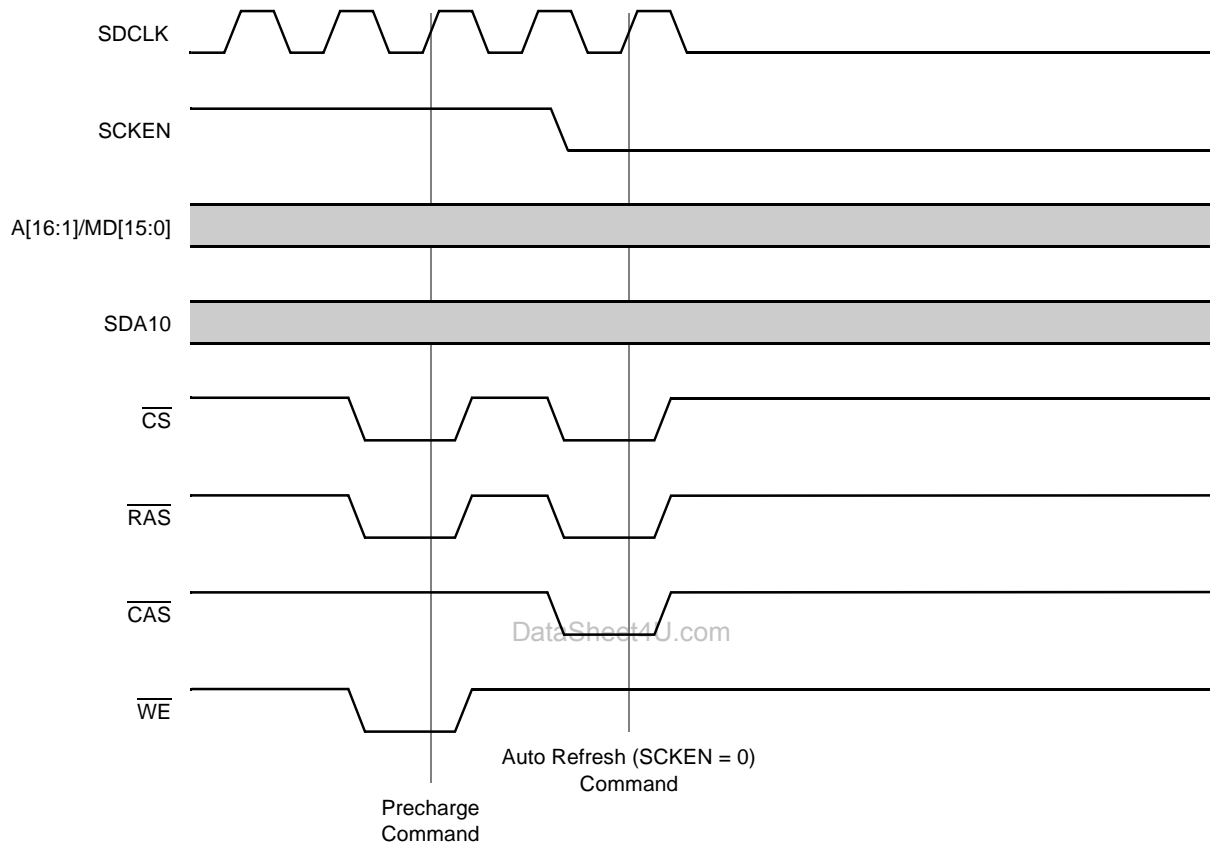 SDCLK
SCKEN
A[16:1]/MD[15:0]
SDA10
CS
RAS
CAS
DataSheet4U.com
WE
Auto Refresh (SCKEN = 0)
Command
Precharge
Command